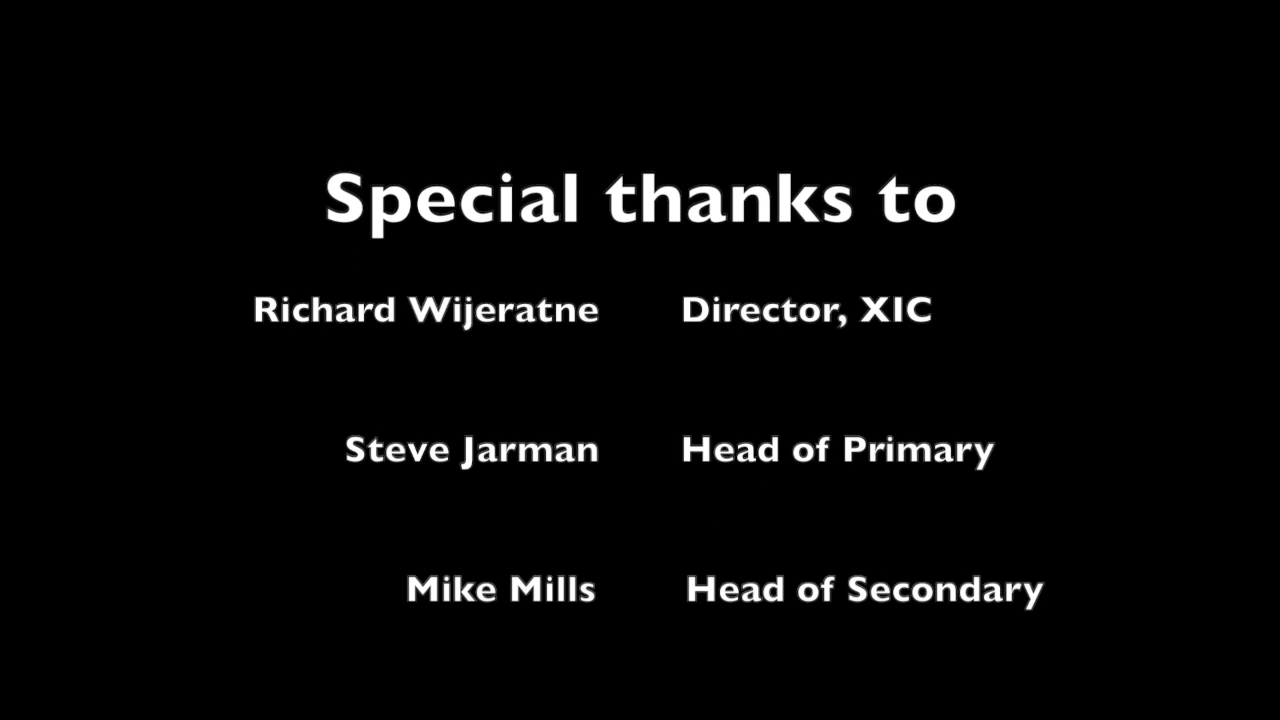 Special thanks to
Richard Wijeratne Director, XIC
Steve Jarman Head of Primary
Mike Mills Head of Secondary